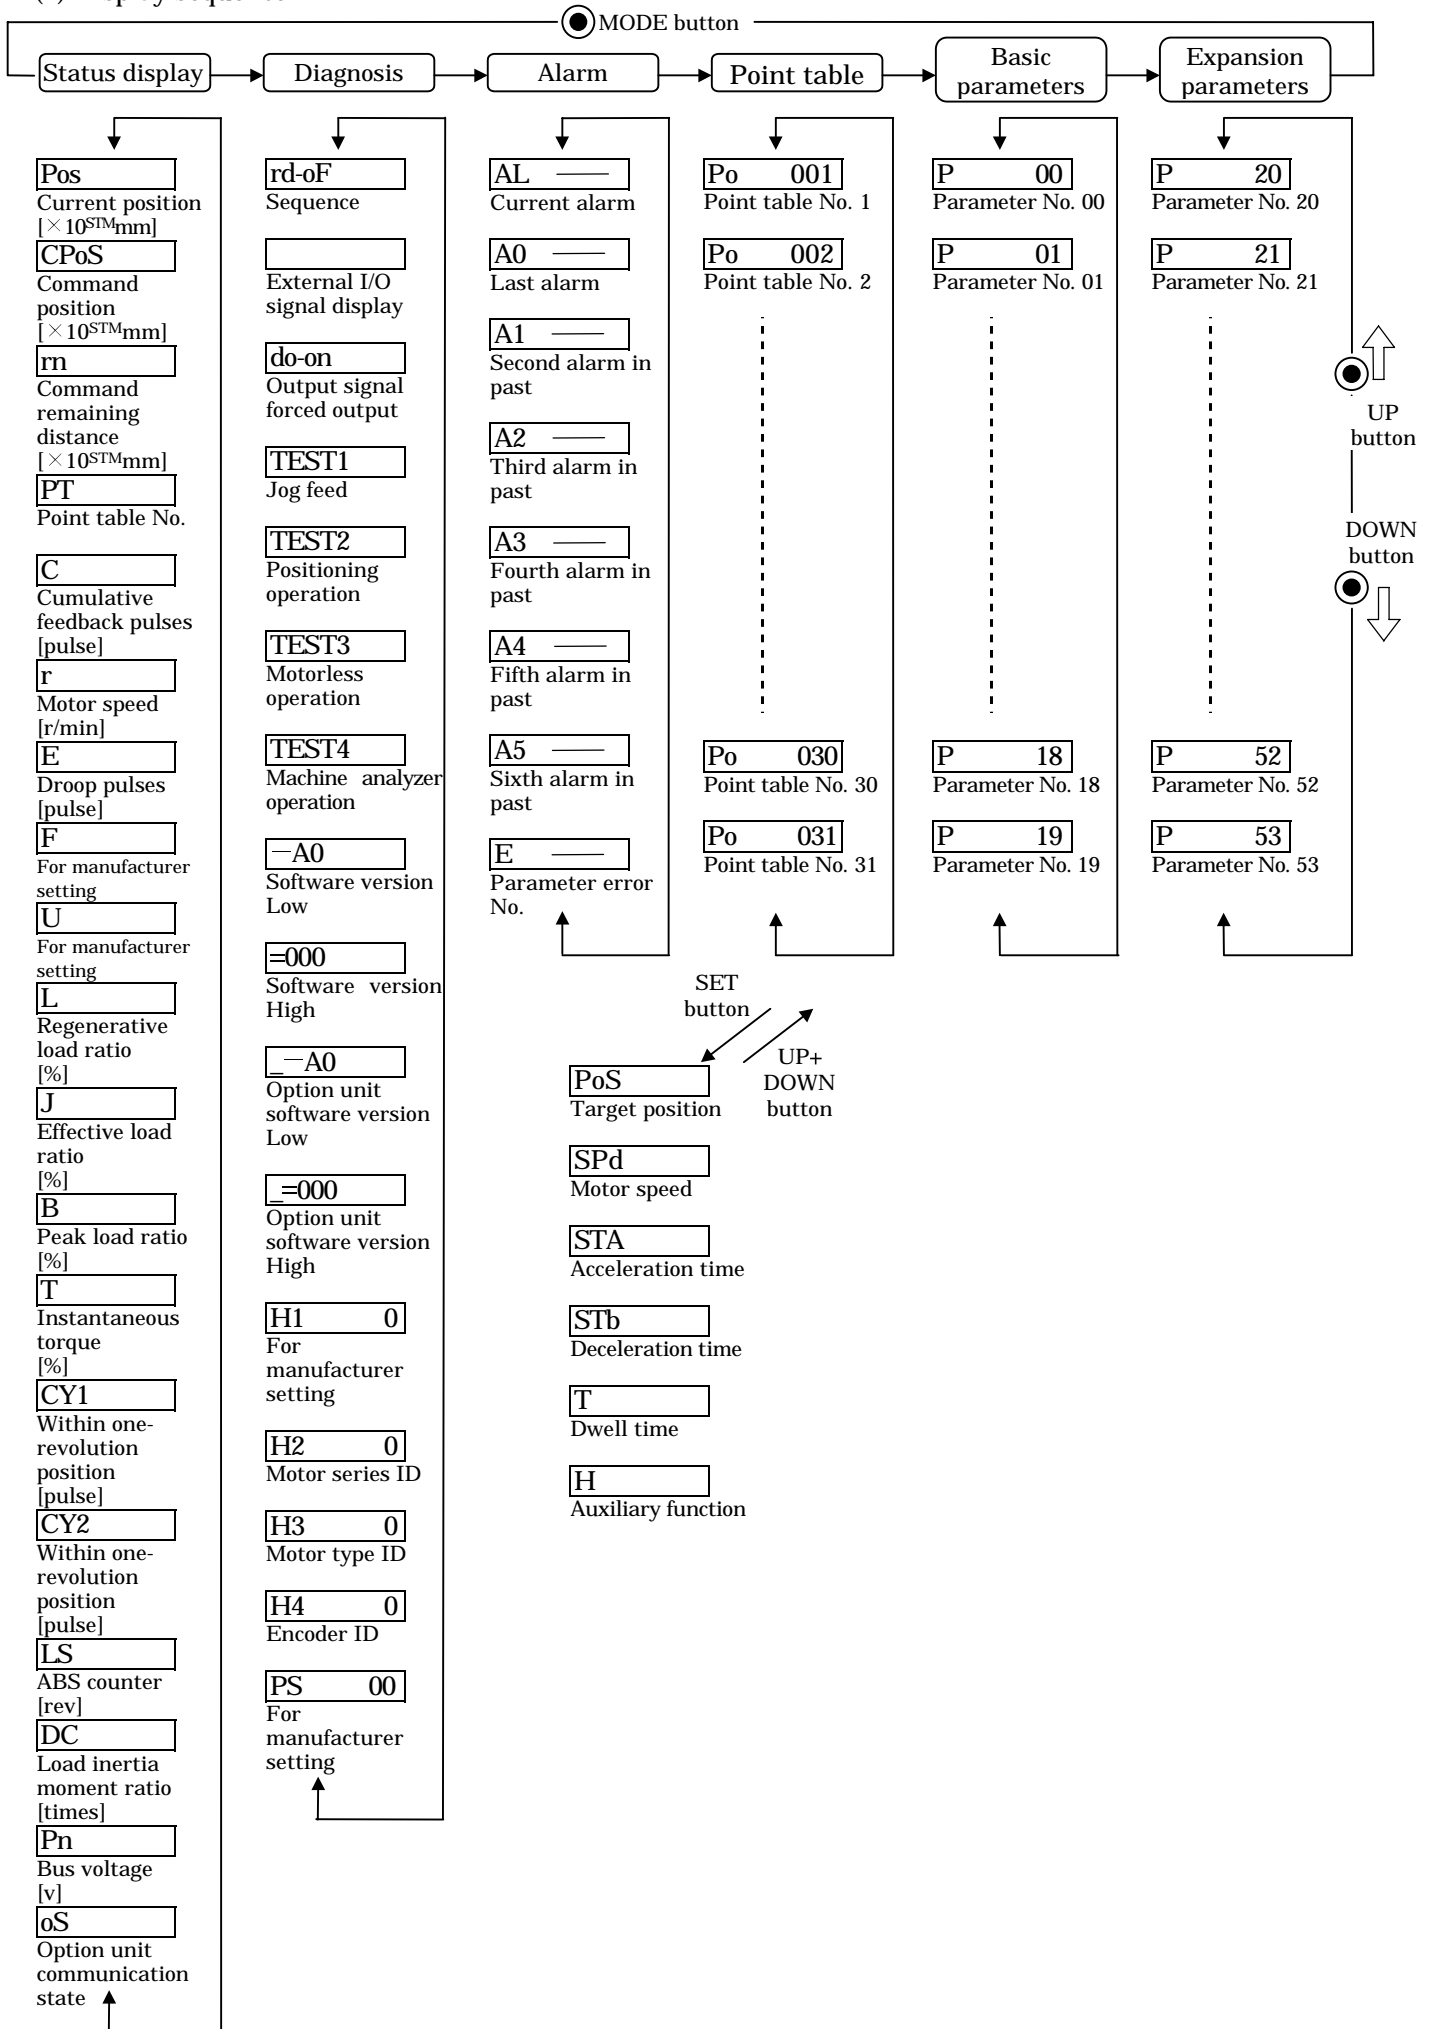 MODE button
Status display
Diagnosis
Alarm
Point table
Basic
parameters
Expansion
parameters
Pos
Current position
[×10STMmm]
CPoS
Command
position
[×10STMmm]
rn
Command
remaining
distance
[×10STMmm]
PT
Point table No.
C
Cumulative
feedback pulses
[pulse]
r
Motor speed
[r/min]
E
Droop pulses
[pulse]
F
For manufacturer
setting
U
For manufacturer
setting
L
Regenerative
load ratio
[%]
J
Effective load
ratio
[%]
B
Peak load ratio
[%]
T
Instantaneous
torque
[%]
CY1
Within one-
revolution
position
[pulse]
CY2
Within one-
revolution
position
[pulse]
LS
ABS counter
[rev]
DC
Load inertia
moment ratio
[times]
Pn
Bus voltage
[v]
oS
Option unit
communication
state
rd-oF
Sequence
External I/O
signal display
do-on
Output signal
forced output
TEST1
Jog feed
TEST2
Positioning
operation
TEST3
Motorless
operation
TEST4
Machine analyzer
operation
－A0
Software version
Low
=000
Software version
High
_－A0
Option unit
software version
Low
_=000
Option unit
software version
High
H1 0
For
manufacturer
setting
H2 0
Motor series ID
H3 0
Motor type ID
H4 0
Encoder ID
PS 00
For
manufacturer
setting
AL ——
Current alarm
A0 ——
Last alarm
A1 ——
Second alarm in
past
A2 ——
Third alarm in
past
A3 ——
Fourth alarm in
past
A4 ——
Fifth alarm in
past
A5 ——
Sixth alarm in
past
E ——
Parameter error
No.
Po 001
Point table No. 1
Po 002
Point table No. 2
Po 030
Point table No. 30
Po 031
Point table No. 31
P 00
Parameter No. 00
P 01
Parameter No. 01
P 18
Parameter No. 18
P 19
Parameter No. 19
P 20
Parameter No. 20
P 21
Parameter No. 21
P 52
Parameter No. 52
P 53
Parameter No. 53
UP
button
DOWN
button
SET
button
UP+
DOWN
button
PoS
Target position
SPd
Motor speed
STA
Acceleration time
STb
Deceleration time
T
Dwell time
H
Auxiliary function